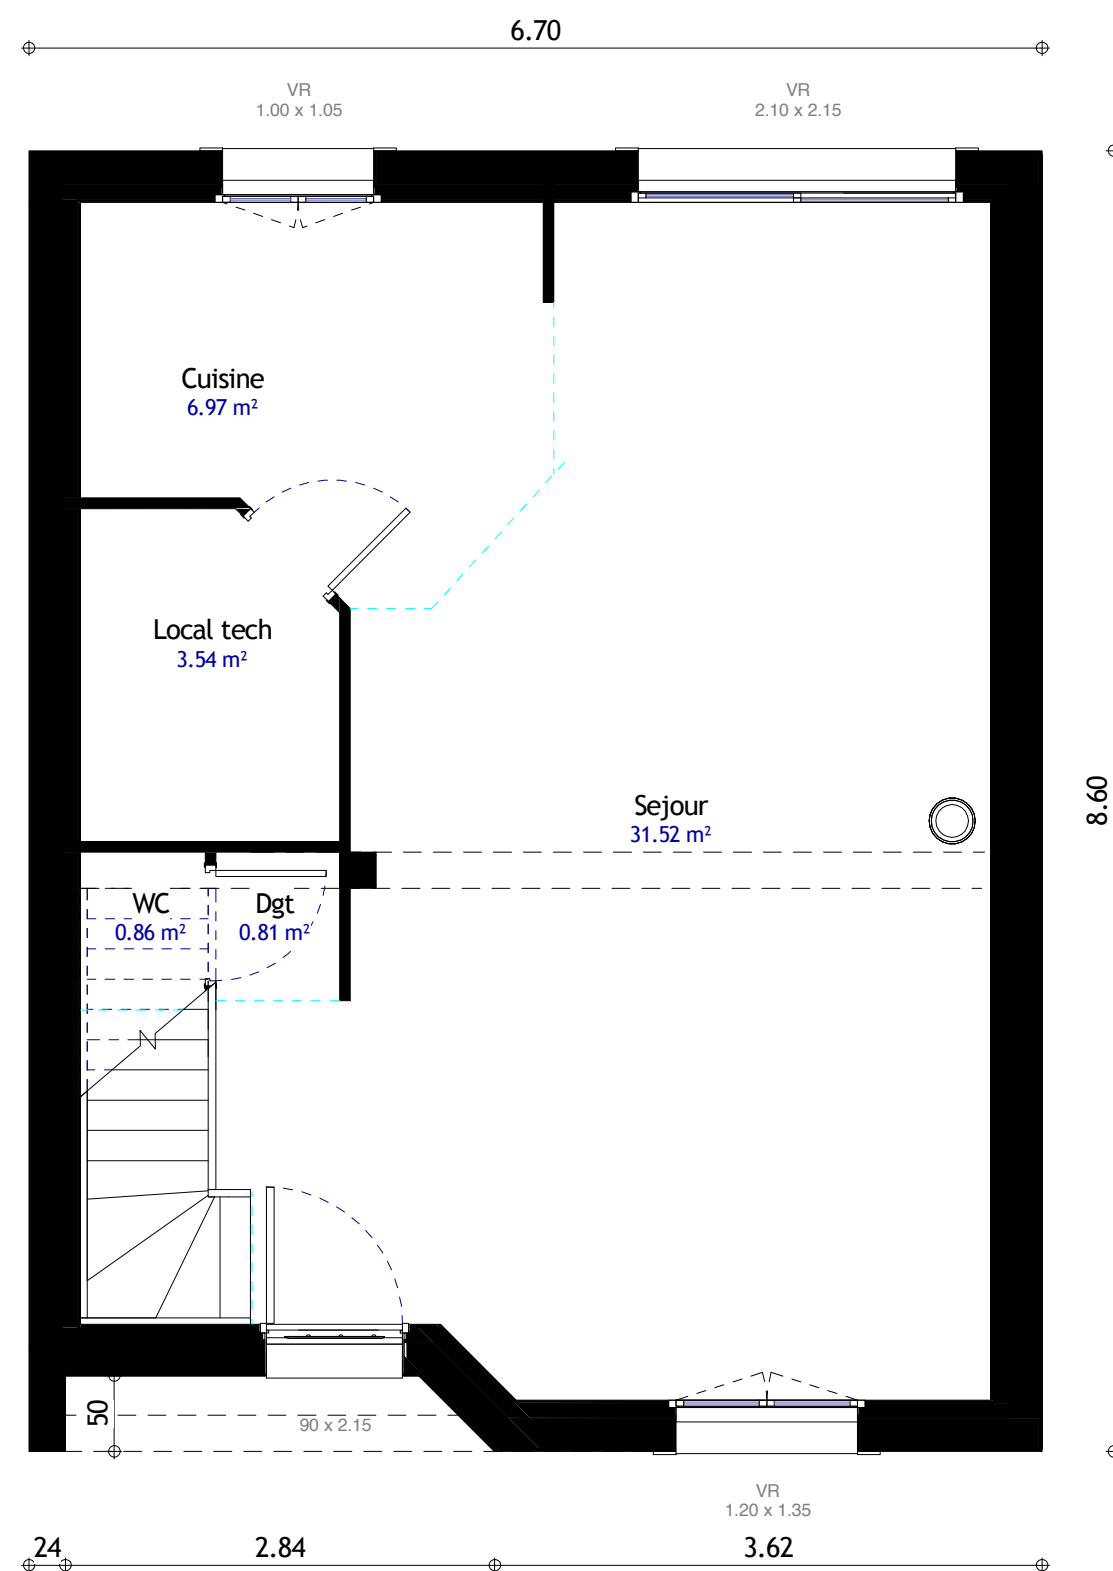 6.70
VR
1.00 x 1.05
VR
2.10 x 2.15
Cuisine
6.97 m²
Local tech
3.54 m²
Sejour
31.52 m²
8.60
WC
0.86 m²
Dgt
0.81 m²
50
90 x 2.15
VR
1.20 x 1.35
24
2.84
3.62